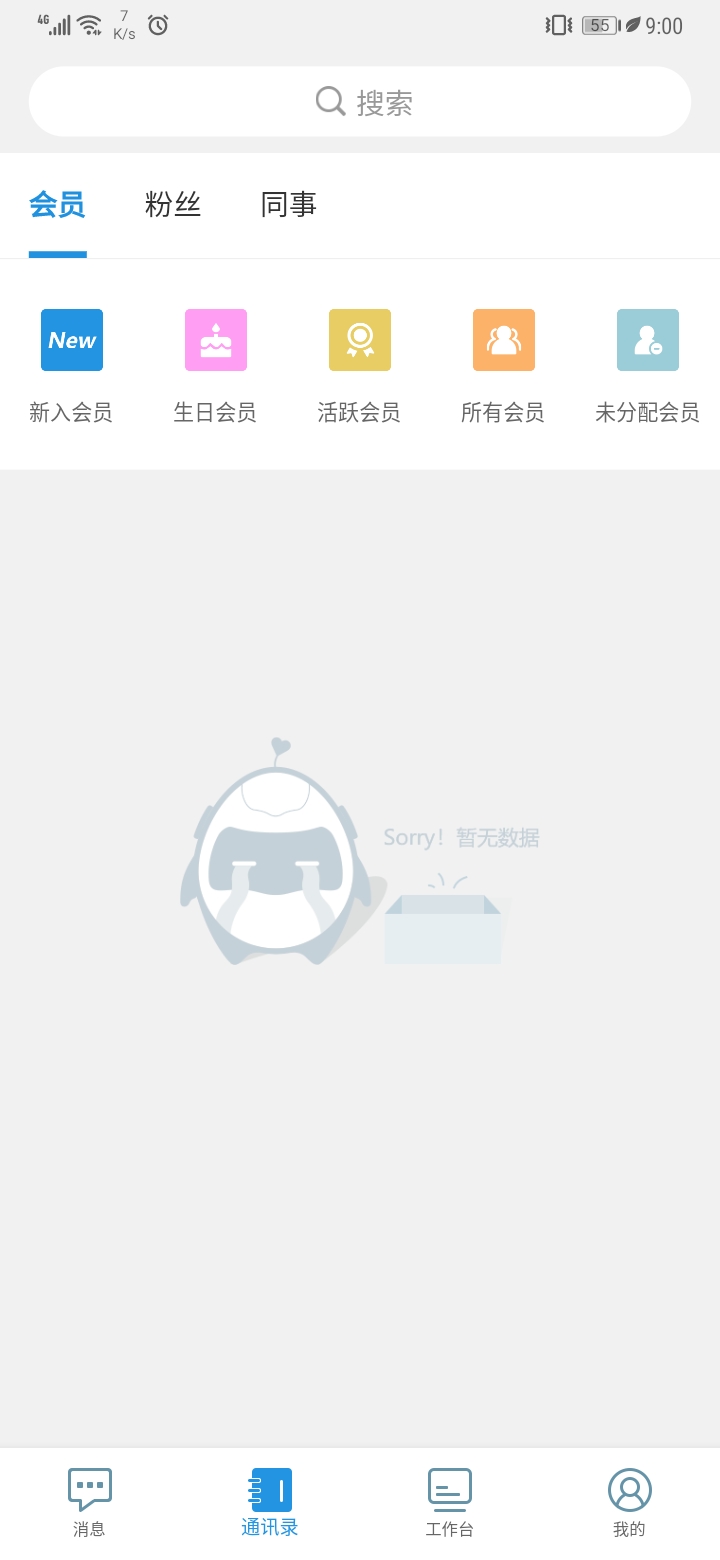 4G 7 K/s 55 9:00
搜索
会员 粉丝 同事
New
新入会员 生日会员 活跃会员 所有会员 未分配会员
Sorry! 暂无数据
消息 通讯录 工作台 我的